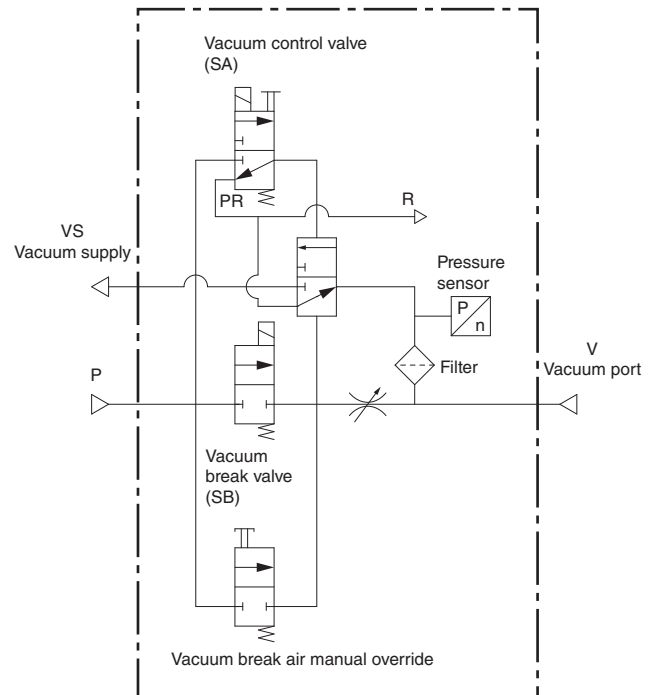 Vacuum control valve
(SA)
PR
R
VS
Vacuum supply
Pressure
sensor
P
n
V
Vacuum port
Filter
P
Vacuum
break valve
(SB)
Vacuum break air manual override